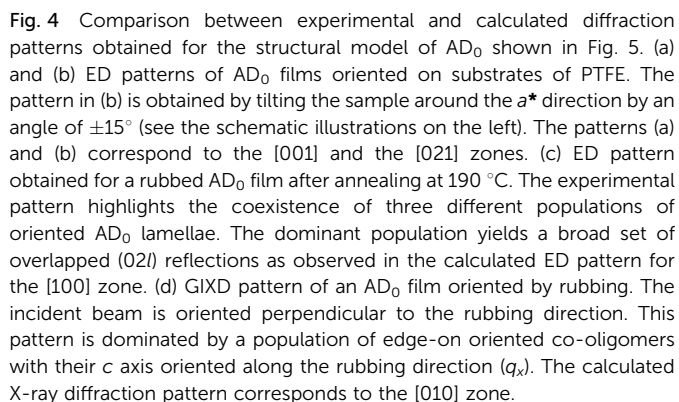 Fig. 4 Comparison between experimental and calculated diffraction
patterns obtained for the structural model of AD₀ shown in Fig. 5. (a)
and (b) ED patterns of AD₀ films oriented on substrates of PTFE. The
pattern in (b) is obtained by tilting the sample around the a* direction by an
angle of ±15° (see the schematic illustrations on the left). The patterns (a)
and (b) correspond to the [001] and the [021] zones. (c) ED pattern
obtained for a rubbed AD₀ film after annealing at 190 °C. The experimental
pattern highlights the coexistence of three different populations of
oriented AD₀ lamellae. The dominant population yields a broad set of
overlapped (02l) reflections as observed in the calculated ED pattern for
the [100] zone. (d) GIXD pattern of an AD₀ film oriented by rubbing. The
incident beam is oriented perpendicular to the rubbing direction. This
pattern is dominated by a population of edge-on oriented co-oligomers
with their c axis oriented along the rubbing direction (qₓ). The calculated
X-ray diffraction pattern corresponds to the [010] zone.